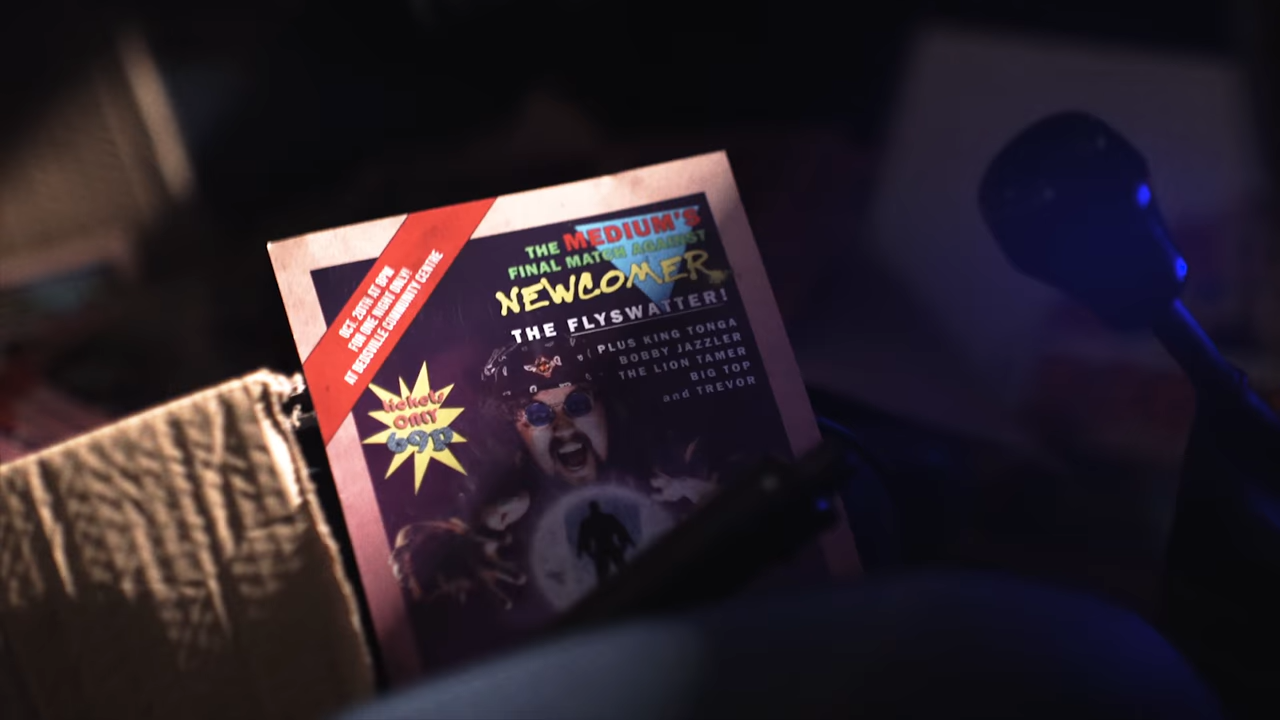 OCT. 20TH AT 8PM
FOR ONE NIGHT ONLY!
AT BEDSVILLE COMMUNITY CENTRE
THE MEDIUM'S
FINAL MATCH AGAINST
NEWCOMER
THE FLYSWATTER!
PLUS KING TONGA
BOBBY JAZZLER
THE LION TAMER
BIG TOP
and TREVOR
tickets
ONLY
69p